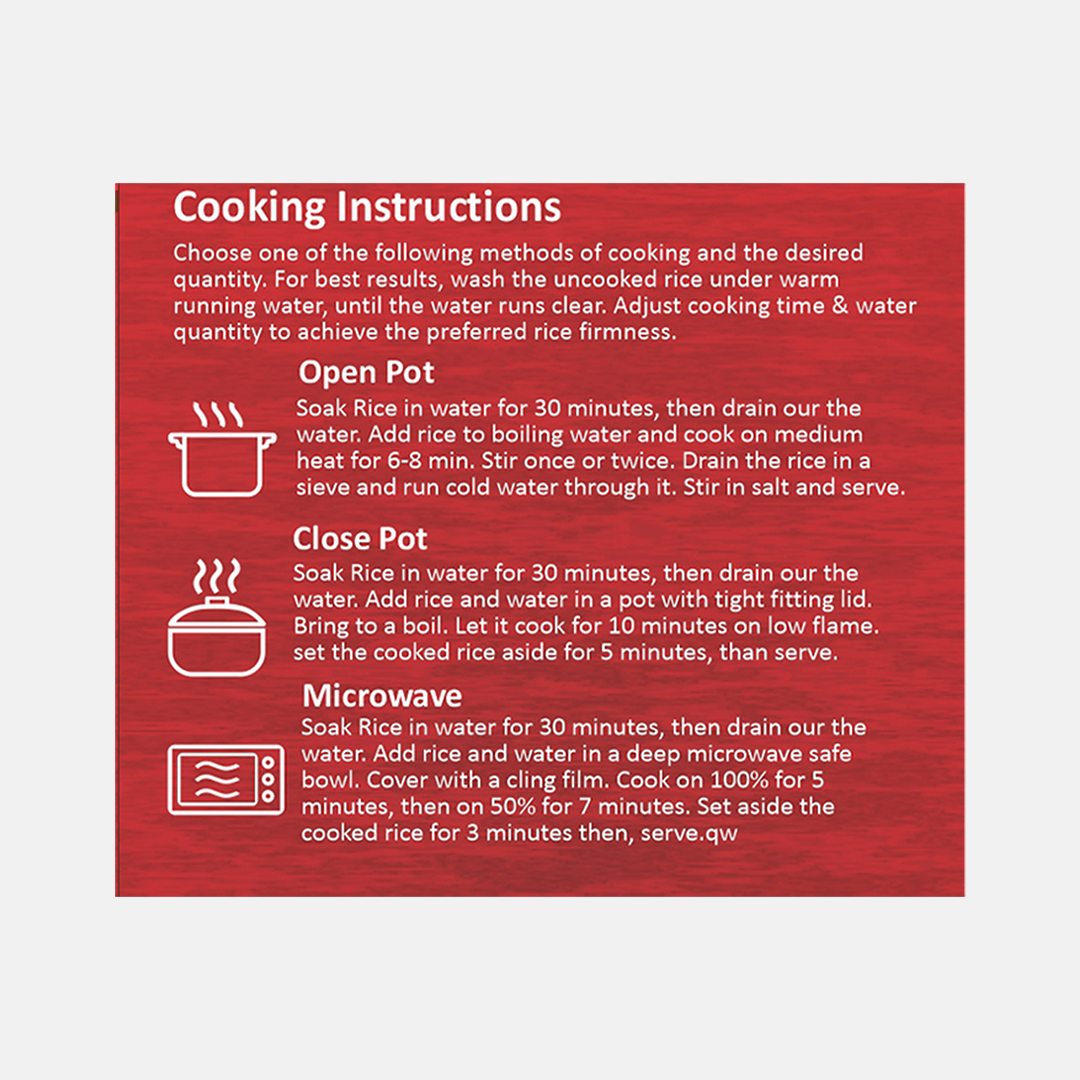 Cooking Instructions
Choose one of the following methods of cooking and the desired
quantity. For best results, wash the uncooked rice under warm
running water, until the water runs clear. Adjust cooking time & water
quantity to achieve the preferred rice firmness.
Open Pot
Soak Rice in water for 30 minutes, then drain our the
water. Add rice to boiling water and cook on medium
heat for 6-8 min. Stir once or twice. Drain the rice in a
sieve and run cold water through it. Stir in salt and serve.
Close Pot
Soak Rice in water for 30 minutes, then drain our the
water. Add rice and water in a pot with tight fitting lid.
Bring to a boil. Let it cook for 10 minutes on low flame.
set the cooked rice aside for 5 minutes, than serve.
Microwave
Soak Rice in water for 30 minutes, then drain our the
water. Add rice and water in a deep microwave safe
bowl. Cover with a cling film. Cook on 100% for 5
minutes, then on 50% for 7 minutes. Set aside the
cooked rice for 3 minutes then, serve.qw